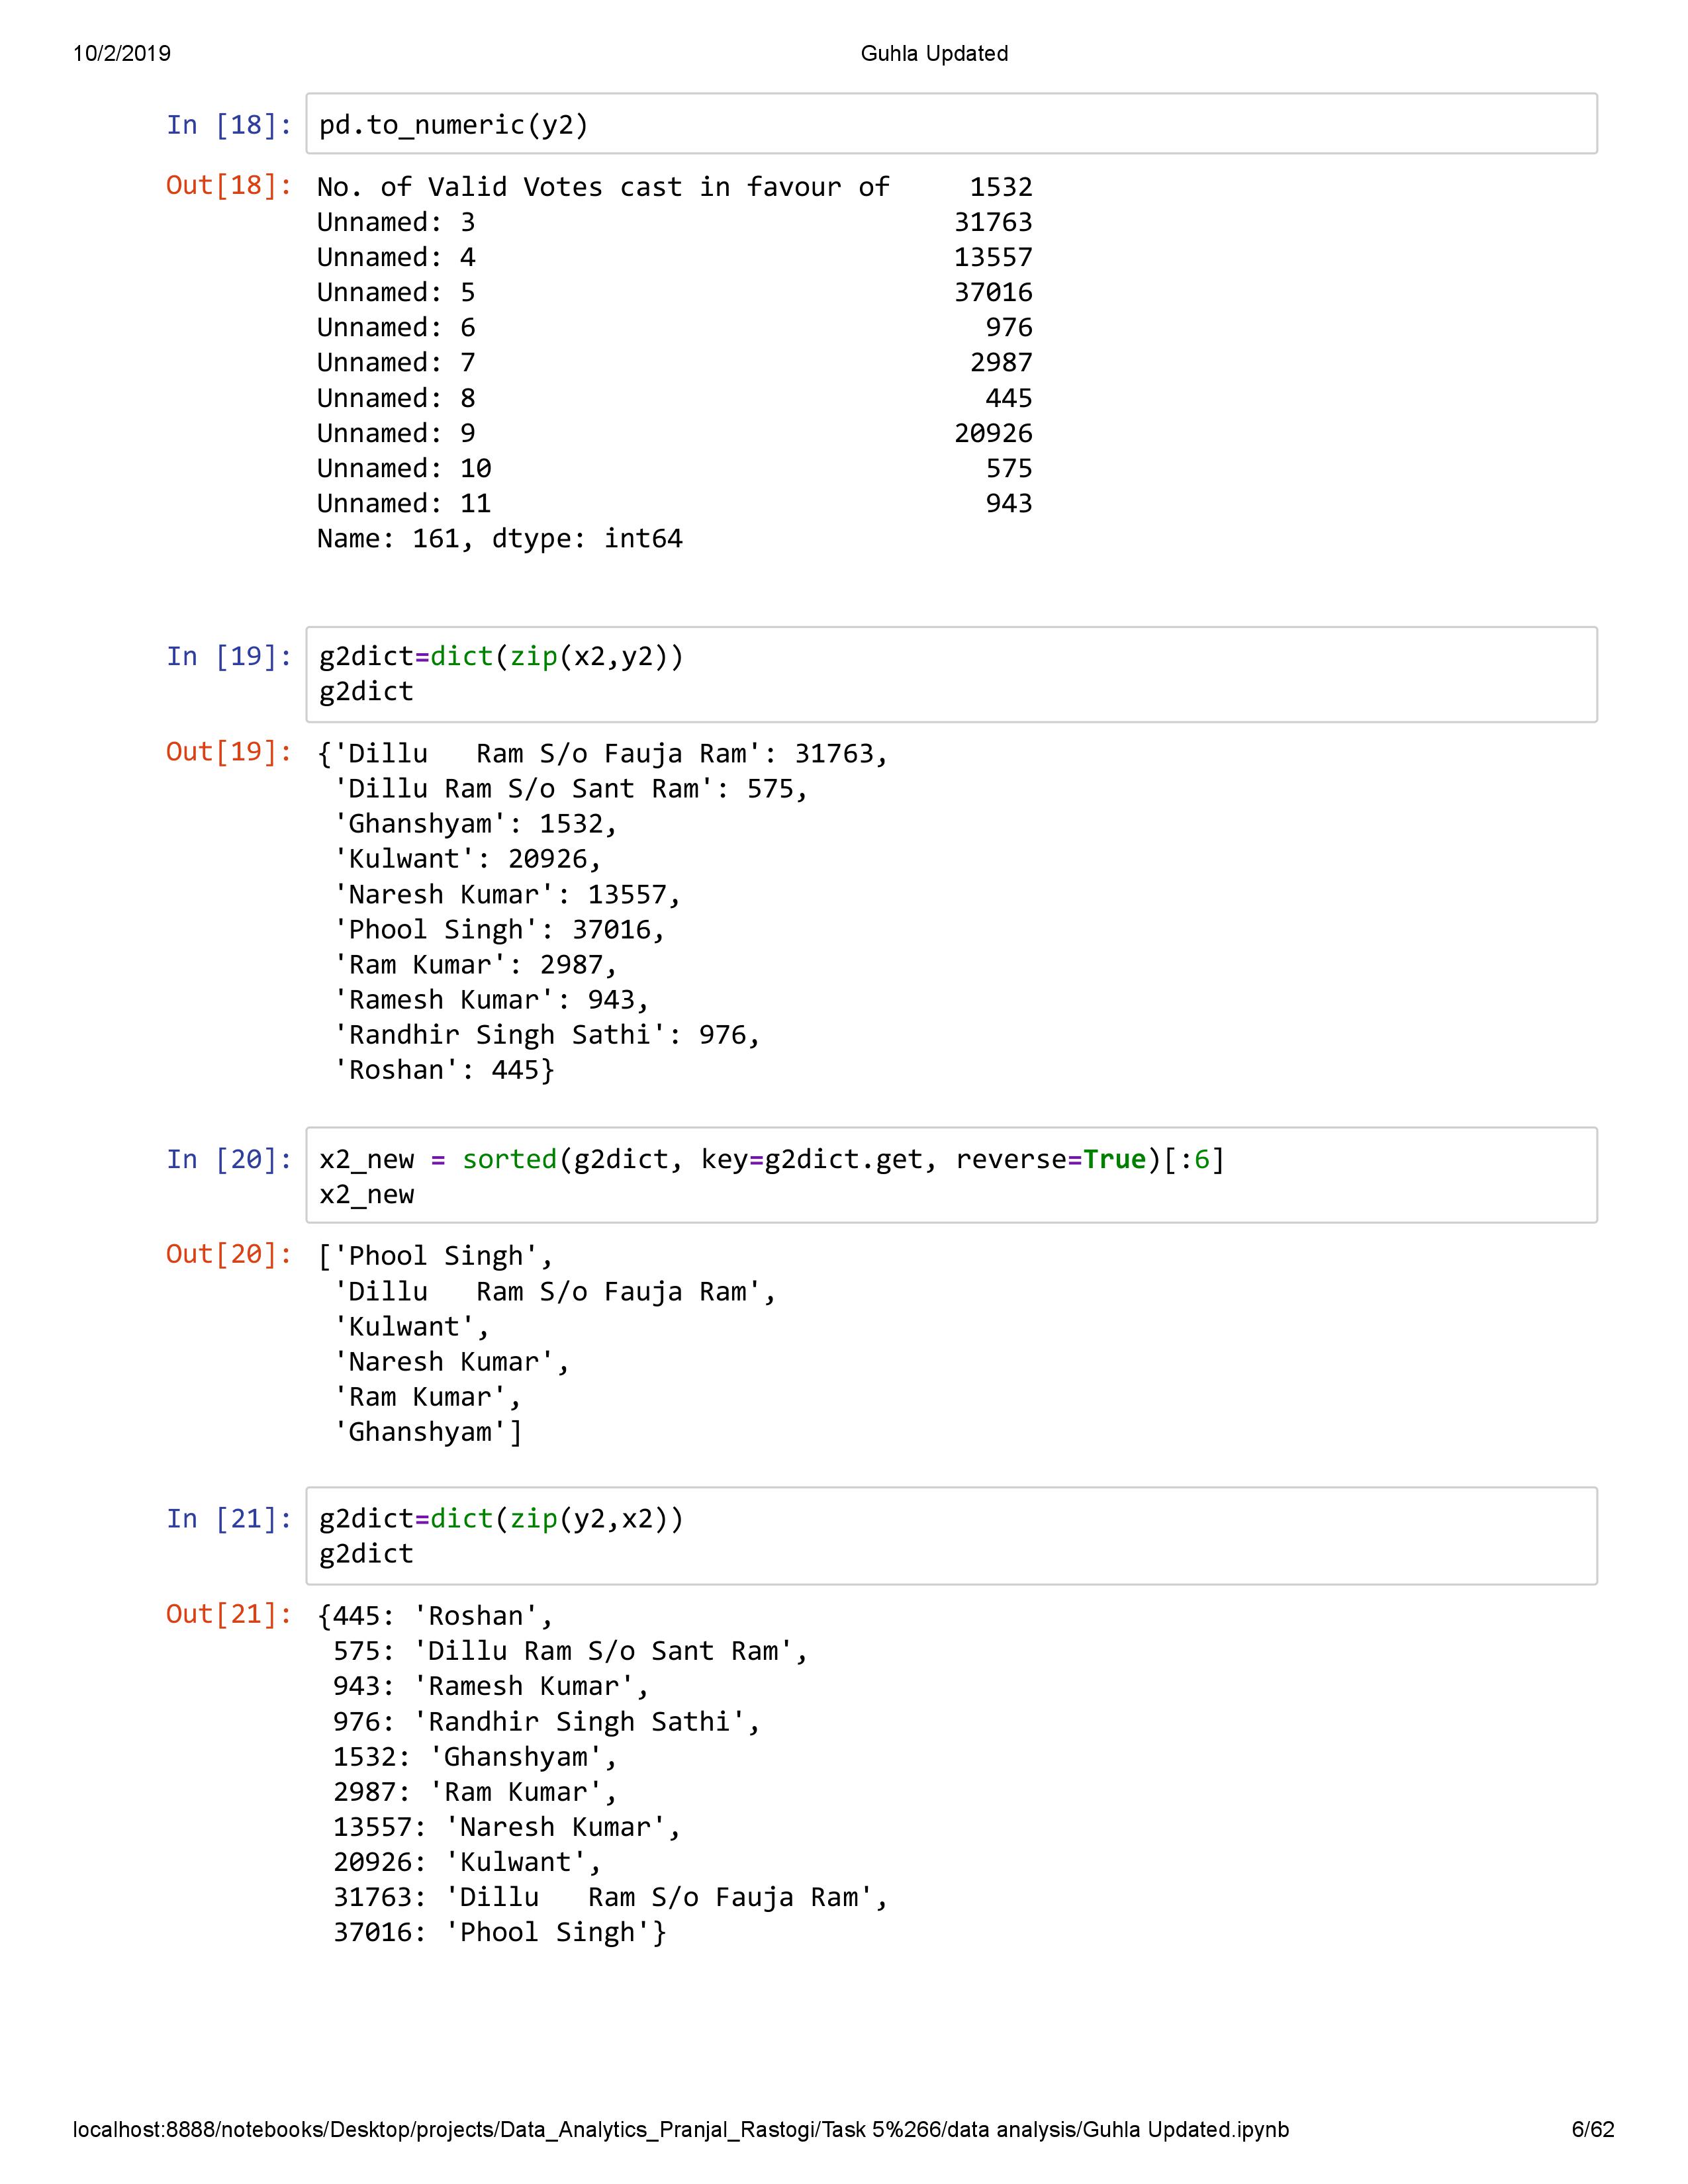 10/2/2019 Guhla Updated
In [18]: pd.to_numeric(y2)
Out[18]: No. of Valid Votes cast in favour of     1532
Unnamed: 3                              31763
Unnamed: 4                              13557
Unnamed: 5                              37016
Unnamed: 6                                976
Unnamed: 7                               2987
Unnamed: 8                                445
Unnamed: 9                              20926
Unnamed: 10                               575
Unnamed: 11                               943
Name: 161, dtype: int64
In [19]: g2dict=dict(zip(x2,y2))
g2dict
Out[19]: {'Dillu   Ram S/o Fauja Ram': 31763,
'Dillu Ram S/o Sant Ram': 575,
'Ghanshyam': 1532,
'Kulwant': 20926,
'Naresh Kumar': 13557,
'Phool Singh': 37016,
'Ram Kumar': 2987,
'Ramesh Kumar': 943,
'Randhir Singh Sathi': 976,
'Roshan': 445}
In [20]: x2_new = sorted(g2dict, key=g2dict.get, reverse=True)[:6]
x2_new
Out[20]: ['Phool Singh',
'Dillu   Ram S/o Fauja Ram',
'Kulwant',
'Naresh Kumar',
'Ram Kumar',
'Ghanshyam']
In [21]: g2dict=dict(zip(y2,x2))
g2dict
Out[21]: {445: 'Roshan',
575: 'Dillu Ram S/o Sant Ram',
943: 'Ramesh Kumar',
976: 'Randhir Singh Sathi',
1532: 'Ghanshyam',
2987: 'Ram Kumar',
13557: 'Naresh Kumar',
20926: 'Kulwant',
31763: 'Dillu   Ram S/o Fauja Ram',
37016: 'Phool Singh'}
localhost:8888/notebooks/Desktop/projects/Data_Analytics_Pranjal_Rastogi/Task 5%266/data analysis/Guhla Updated.ipynb 6/62